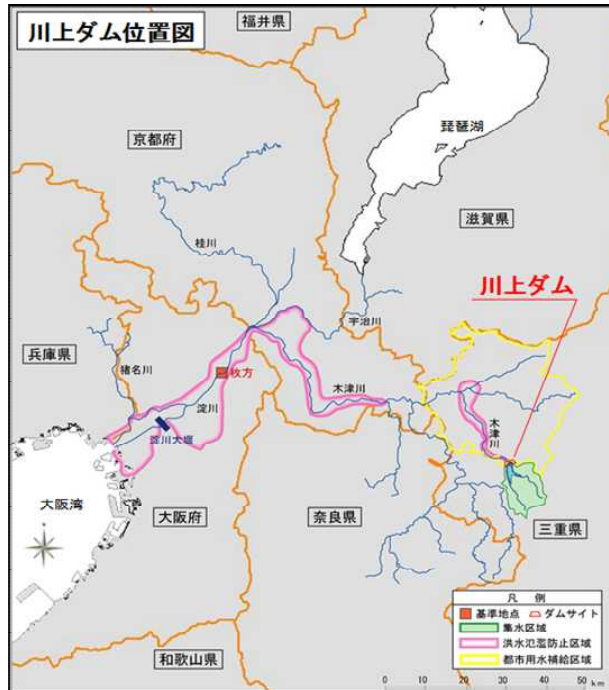 川上ダム位置図
福井県
京都府
琵琶湖
滋賀県
桂川
川上ダム
宇治川
兵庫県
猪名川
枚方
木津川
淀川
木津川
淀川大堰
大阪湾
大阪府
奈良県
三重県
和歌山県
凡 例
基準地点 ダムサイト
集水区域
洪水氾濫防止区域
都市用水補給区域
0 10 20 30 40 50 km